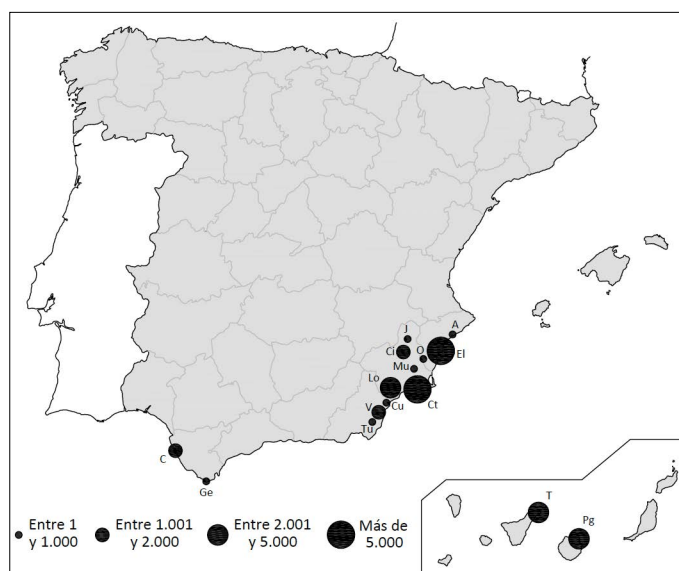 J
A
Ci
O
El
Mu
Lo
Ct
Cu
V
Tu
C
Ge
T
Pg
Entre 1
y 1.000
Entre 1.001
y 2.000
Entre 2.001
y 5.000
Más de
5.000